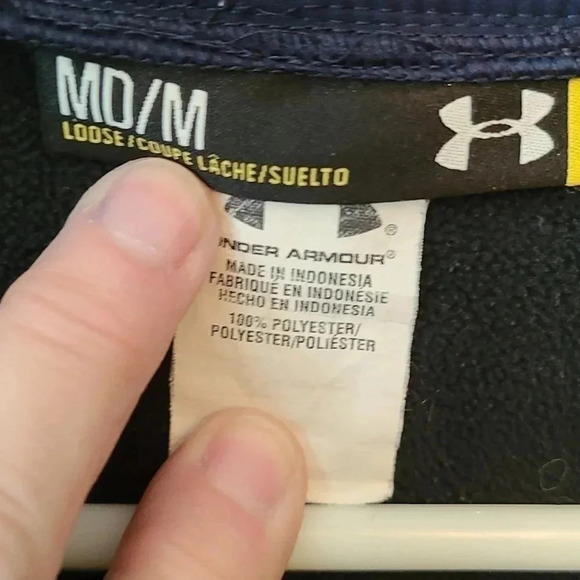 MD/M
LOOSE/COUPE LÂCHE/SUELTO
UNDER ARMOUR®
MADE IN INDONESIA
FABRIQUÉ EN INDONÉSIE
HECHO EN INDONESIA
100% POLYESTER/
POLYESTER/POLIÉSTER